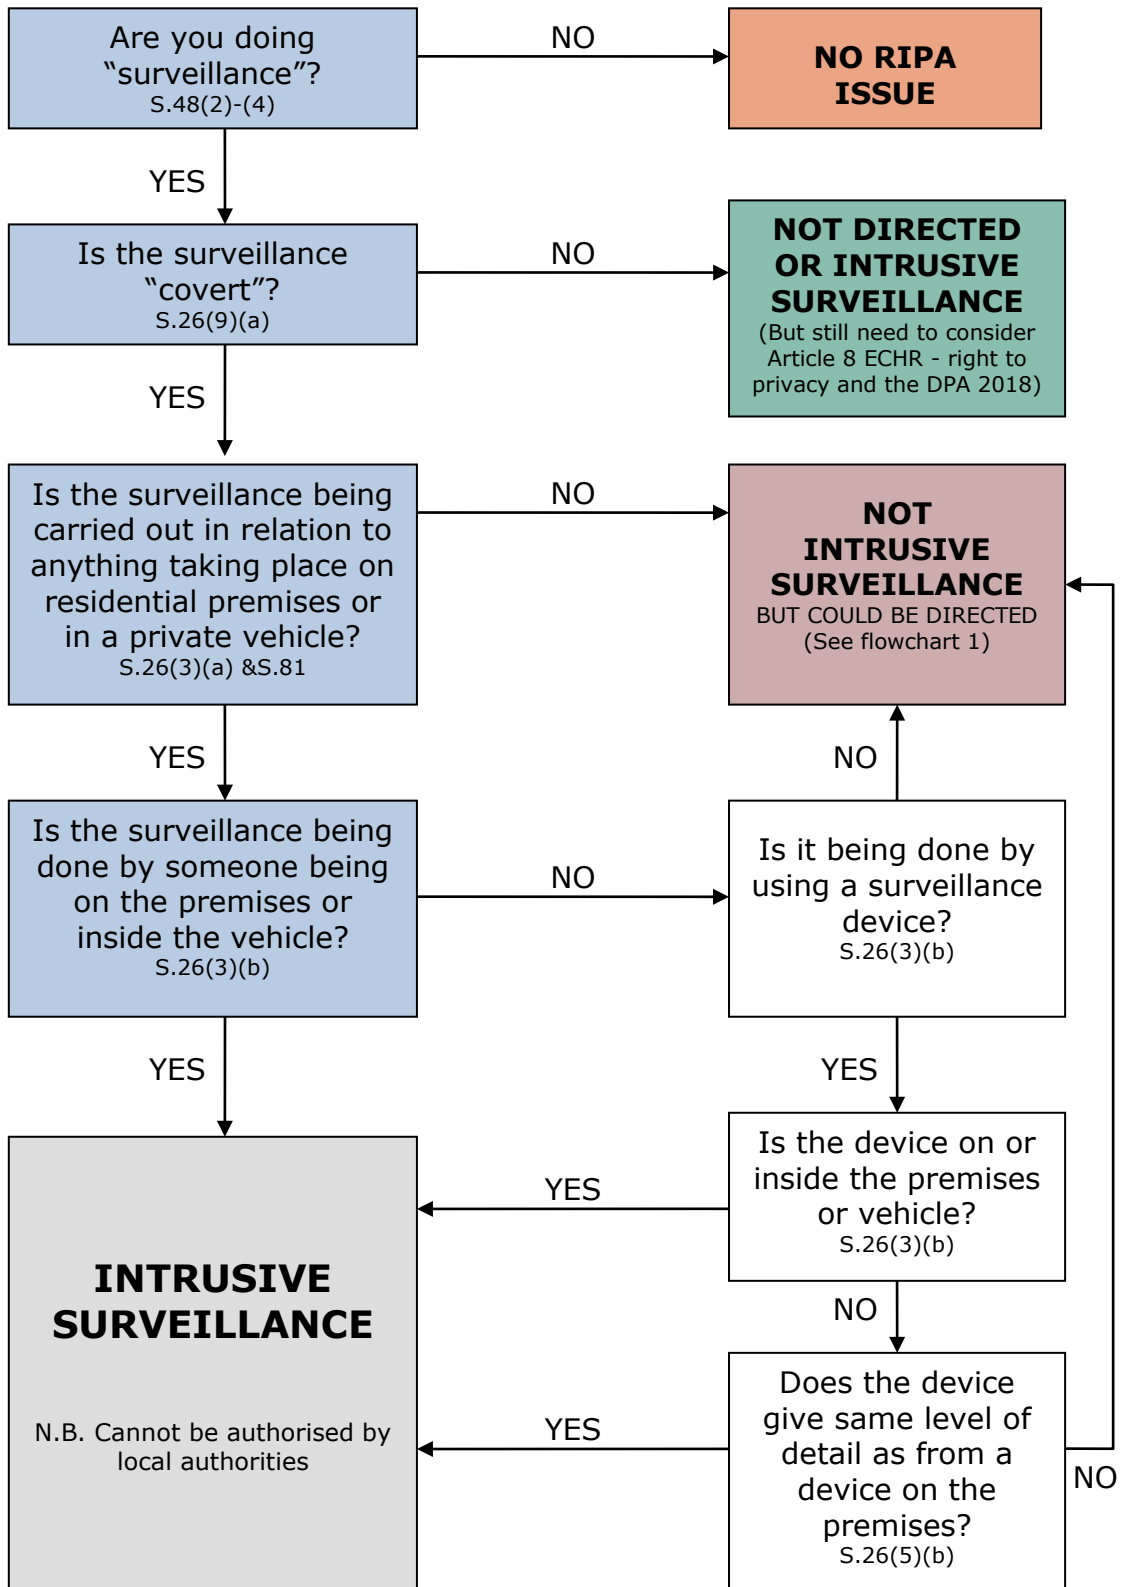 Are you doing
“surveillance”?
S.48(2)-(4)
NO
NO RIPA
ISSUE
YES
Is the surveillance
“covert”?
S.26(9)(a)
NO
NOT DIRECTED
OR INTRUSIVE
SURVEILLANCE
(But still need to consider
Article 8 ECHR - right to
privacy and the DPA 2018)
YES
Is the surveillance being
carried out in relation to
anything taking place on
residential premises or
in a private vehicle?
S.26(3)(a) &S.81
NO
NOT
INTRUSIVE
SURVEILLANCE
BUT COULD BE DIRECTED
(See flowchart 1)
YES
NO
Is the surveillance being
done by someone being
on the premises or
inside the vehicle?
S.26(3)(b)
NO
Is it being done by
using a surveillance
device?
S.26(3)(b)
YES
YES
Is the device on or
inside the premises
or vehicle?
S.26(3)(b)
YES
INTRUSIVE
SURVEILLANCE
N.B. Cannot be authorised by
local authorities
NO
Does the device
give same level of
detail as from a
device on the
premises?
S.26(5)(b)
YES
NO